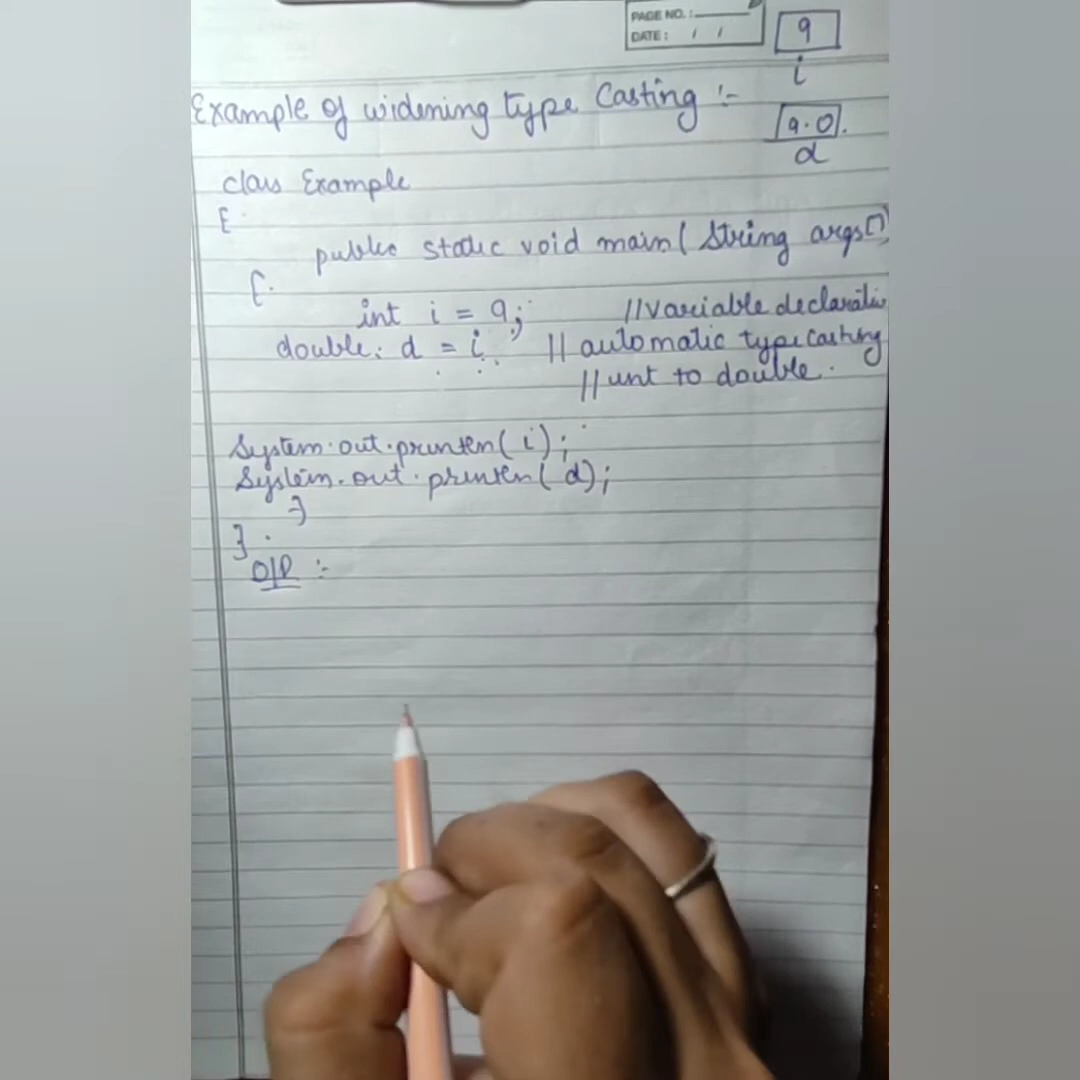 PAGE NO. :
DATE : / /
9
i
Example of widening type Casting :-
9.0
d
class Example
{
public static void main( String args[]
{
int i = 9; //variable declaratio
double d = i; // automatic type casting
// int to double.
System.out.println( i );
System.out.println( d);
}
}
O/P :-